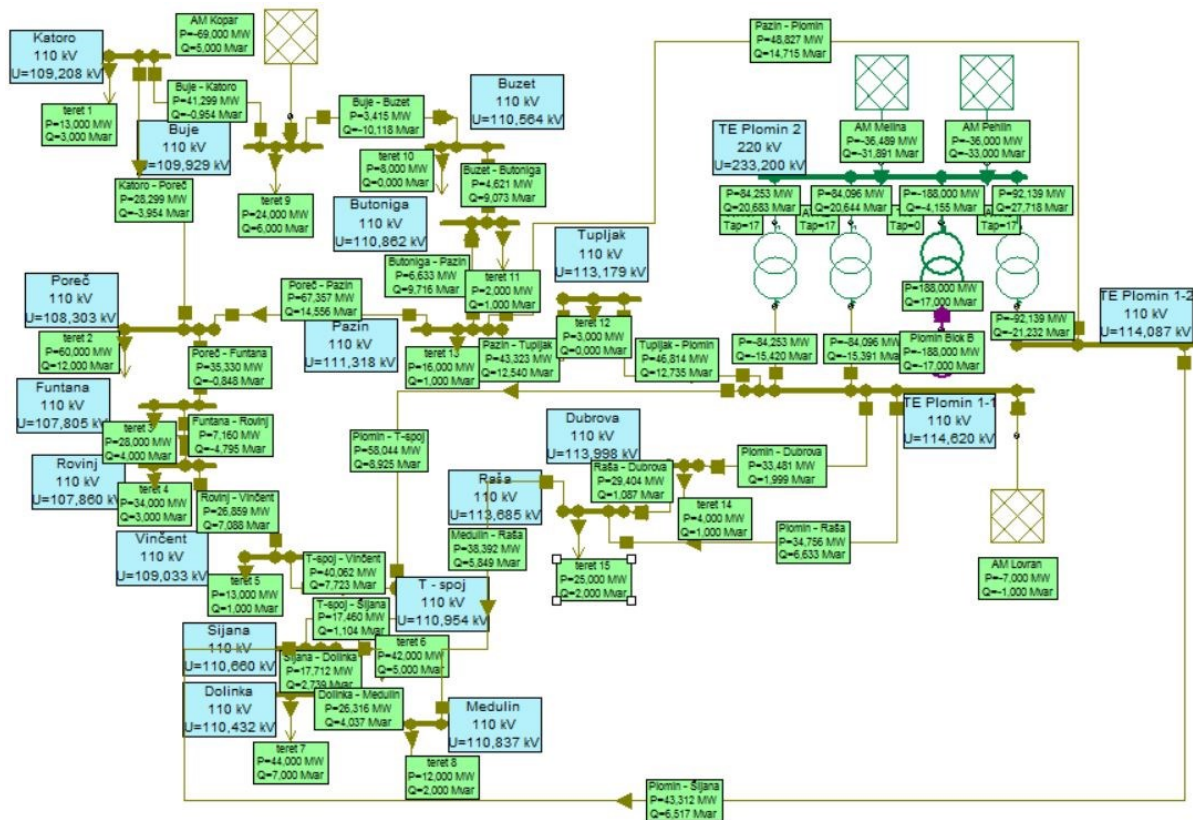 AM Kopar
P=-69,000 MW
Q=5,000 Mvar
Katoro
110 kV
U=109,208 kV
Pazin - Plomin
P=48,827 MW
Q=14,715 Mvar
teret 1
P=13,000 MW
Q=3,000 Mvar
Buje - Katoro
P=41,299 MW
Q=-0,954 Mvar
Buje
110 kV
U=109,929 kV
Buje - Buzet
P=3,415 MW
Q=-10,118 Mvar
Buzet
110 kV
U=110,564 kV
AM Melina
P=-36,489 MW
Q=-31,891 Mvar
AM Pehlin
P=-36,000 MW
Q=-33,000 Mvar
TE Plomin 2
220 kV
U=233,200 kV
Katoro - Poreč
P=28,299 MW
Q=-3,954 Mvar
teret 9
P=24,000 MW
Q=6,000 Mvar
teret 10
P=8,000 MW
Q=0,000 Mvar
Buzet - Butoniga
P=4,621 MW
Q=9,073 Mvar
Butoniga
110 kV
U=110,862 kV
P=84,253 MW
Q=20,683 Mvar
Tap=17
P=84,096 MW
Q=20,644 Mvar
Tap=17
P=-188,000 MW
Q=-4,155 Mvar
Tap=0
P=92,139 MW
Q=27,718 Mvar
Tap=17
Tupljak
110 kV
U=113,179 kV
Butoniga - Pazin
P=6,633 MW
Q=9,716 Mvar
teret 11
P=2,000 MW
Q=1,000 Mvar
Poreč
110 kV
U=108,303 kV
Poreč - Pazin
P=67,357 MW
Q=14,556 Mvar
P=188,000 MW
Q=17,000 Mvar
TE Plomin 1-2
110 kV
U=114,087 kV
Pazin
110 kV
U=111,318 kV
teret 12
P=3,000 MW
Q=0,000 Mvar
teret 2
P=60,000 MW
Q=12,000 Mvar
teret 13
P=16,000 MW
Q=1,000 Mvar
Pazin - Tupljak
P=43,323 MW
Q=12,540 Mvar
Tupljak - Plomin
P=46,814 MW
Q=12,735 Mvar
P=-84,253 MW
Q=-15,420 Mvar
P=-84,096 MW
Q=-15,391 Mvar
Plomin Blok B
P=-188,000 MW
Q=-17,000 Mvar
P=-92,139 MW
Q=-21,232 Mvar
Poreč - Funtana
P=35,330 MW
Q=-0,848 Mvar
Funtana
110 kV
U=107,805 kV
TE Plomin 1-1
110 kV
U=114,620 kV
teret 3
P=28,000 MW
Q=4,000 Mvar
Funtana - Rovinj
P=7,160 MW
Q=-4,795 Mvar
Dubrova
110 kV
U=113,998 kV
Plomin - T-spoj
P=58,044 MW
Q=8,925 Mvar
Plomin - Dubrova
P=33,481 MW
Q=1,999 Mvar
Rovinj
110 kV
U=107,860 kV
Raša - Dubrova
P=29,404 MW
Q=1,087 Mvar
teret 4
P=34,000 MW
Q=3,000 Mvar
Raša
110 kV
U=113,685 kV
Rovinj - Vinčent
P=26,859 MW
Q=7,088 Mvar
teret 14
P=4,000 MW
Q=1,000 Mvar
Medulin - Raša
P=38,392 MW
Q=5,849 Mvar
Plomin - Raša
P=34,756 MW
Q=6,633 Mvar
Vinčent
110 kV
U=109,033 kV
T-spoj - Vinčent
P=40,062 MW
Q=7,723 Mvar
teret 15
P=25,000 MW
Q=2,000 Mvar
AM Lovran
P=-7,000 MW
Q=-1,000 Mvar
teret 5
P=13,000 MW
Q=1,000 Mvar
T - spoj
110 kV
U=110,954 kV
T-spoj - Šijana
P=17,460 MW
Q=1,104 Mvar
Šijana
110 kV
U=110,660 kV
teret 6
P=42,000 MW
Q=5,000 Mvar
Šijana - Dolinka
P=17,712 MW
Q=2,739 Mvar
Dolinka
110 kV
U=110,432 kV
Dolinka - Medulin
P=26,316 MW
Q=4,037 Mvar
Medulin
110 kV
U=110,837 kV
teret 7
P=44,000 MW
Q=7,000 Mvar
teret 8
P=12,000 MW
Q=2,000 Mvar
Plomin - Šijana
P=43,312 MW
Q=6,517 Mvar